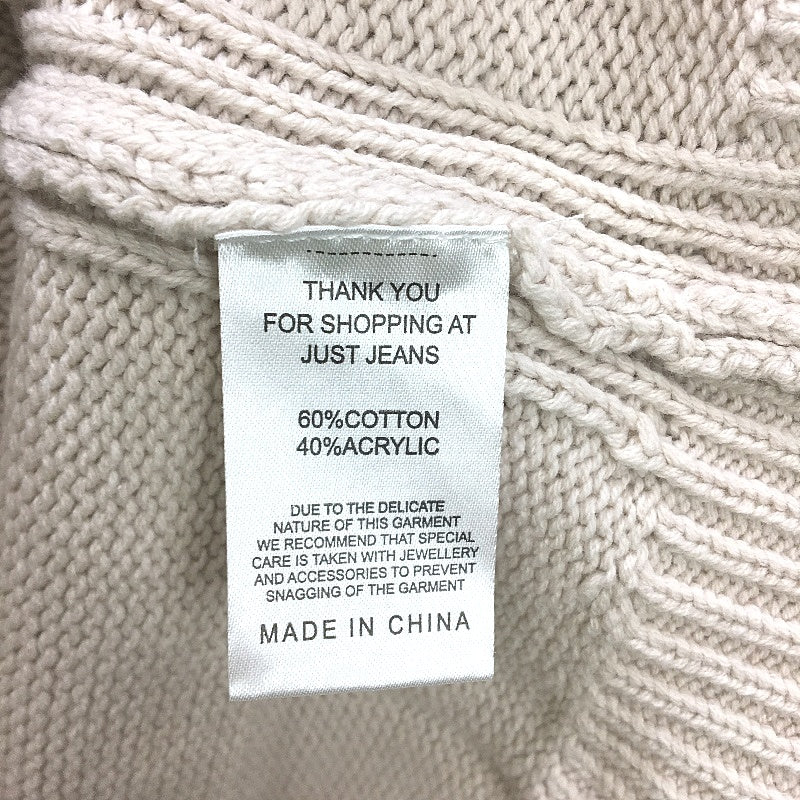 THANK YOU
FOR SHOPPING AT
JUST JEANS
60%COTTON
40%ACRYLIC
DUE TO THE DELICATE
NATURE OF THIS GARMENT
WE RECOMMEND THAT SPECIAL
CARE IS TAKEN WITH JEWELLERY
AND ACCESSORIES TO PREVENT
SNAGGING OF THE GARMENT
MADE IN CHINA